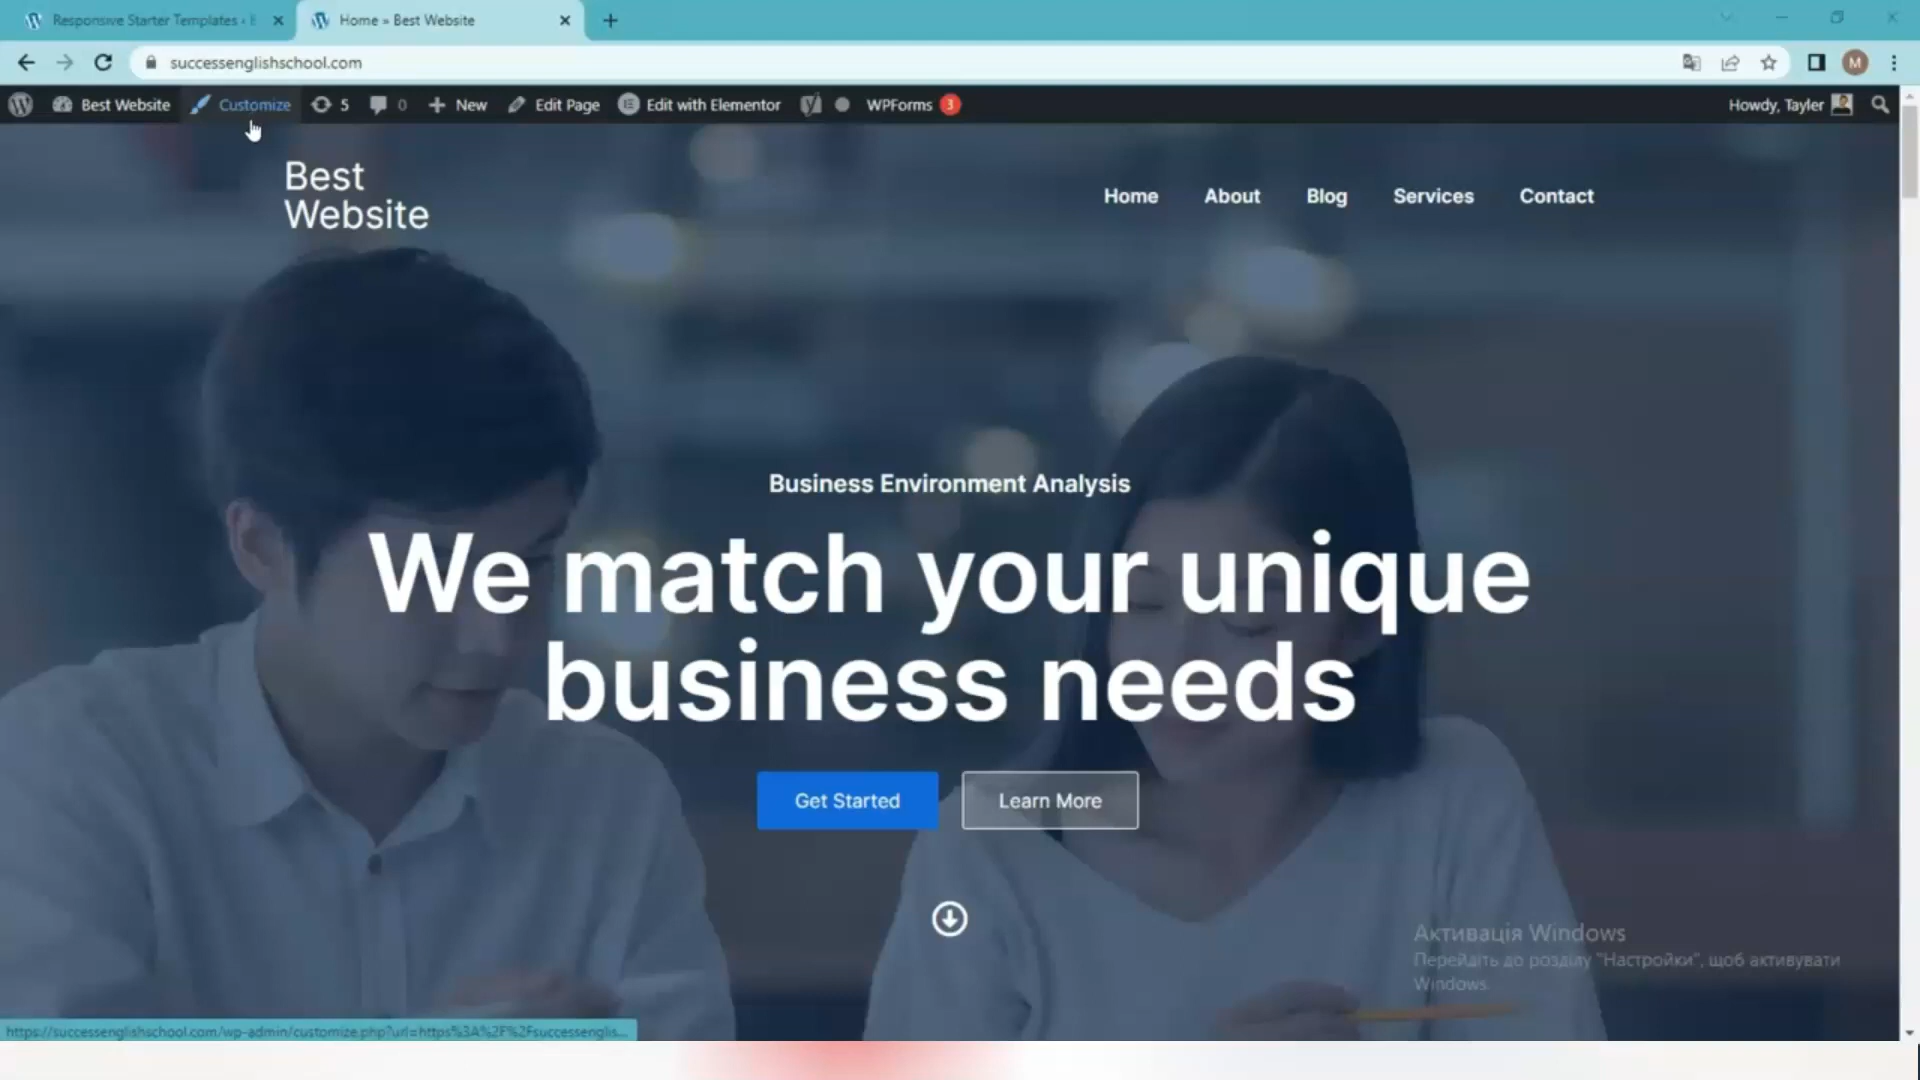 Responsive Starter Templates ‹
Home » Best Website
successenglishschool.com
M
Best Website
Customize
5
0
New
Edit Page
Edit with Elementor
WPForms
3
Howdy, Tayler
Best
Website
Home
About
Blog
Services
Contact
Business Environment Analysis
We match your unique
business needs
Get Started
Learn More
Активація Windows
Перейдіть до розділу "Настройки", щоб активувати
Windows.
https://successenglishschool.com/wp-admin/customize.php?url=https%3A%2F%2Fsuccessenglis...